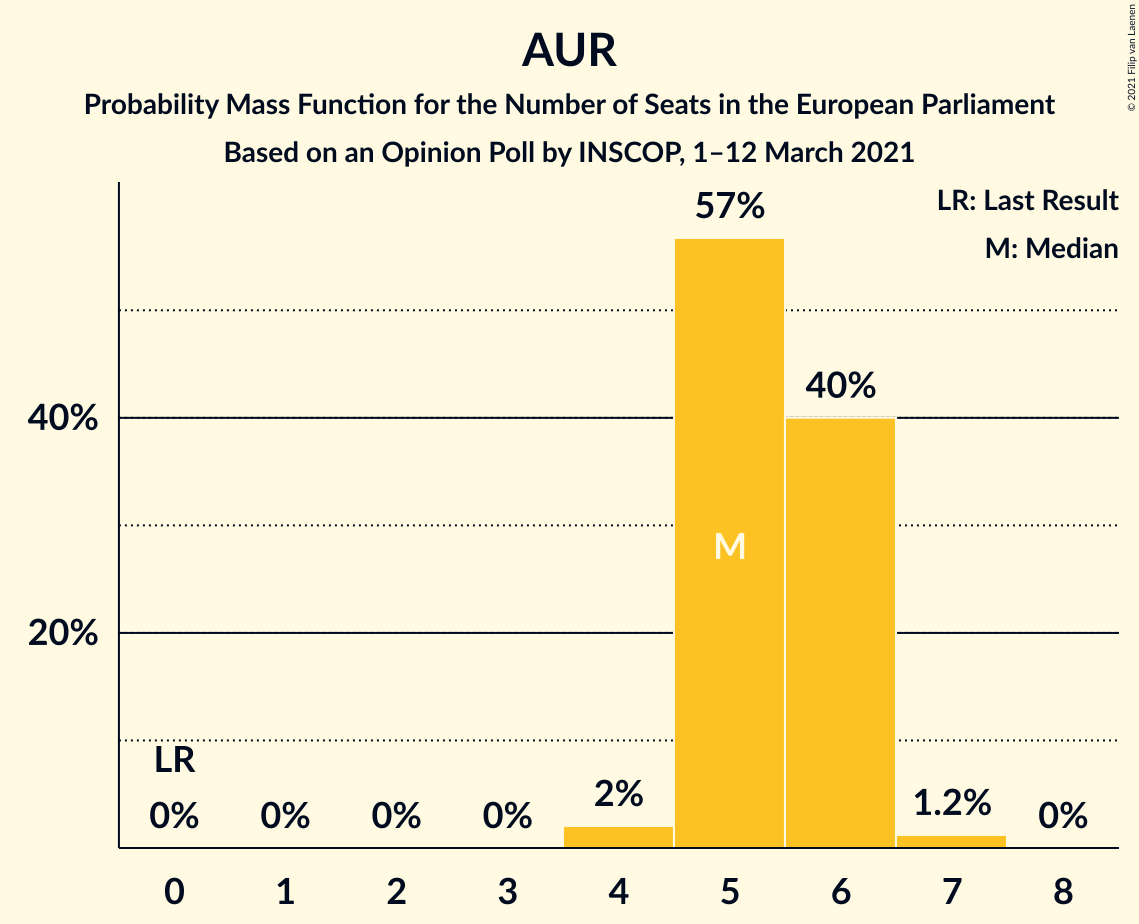 AUR
Probability Mass Function for the Number of Seats in the European Parliament
Based on an Opinion Poll by INSCOP, 1–12 March 2021
© 2021 Filip van Laenen
LR: Last Result
M: Median
57%
40%
40%
M
20%
LR
0% 0% 0% 0% 2% 1.2% 0%
0 1 2 3 4 5 6 7 8